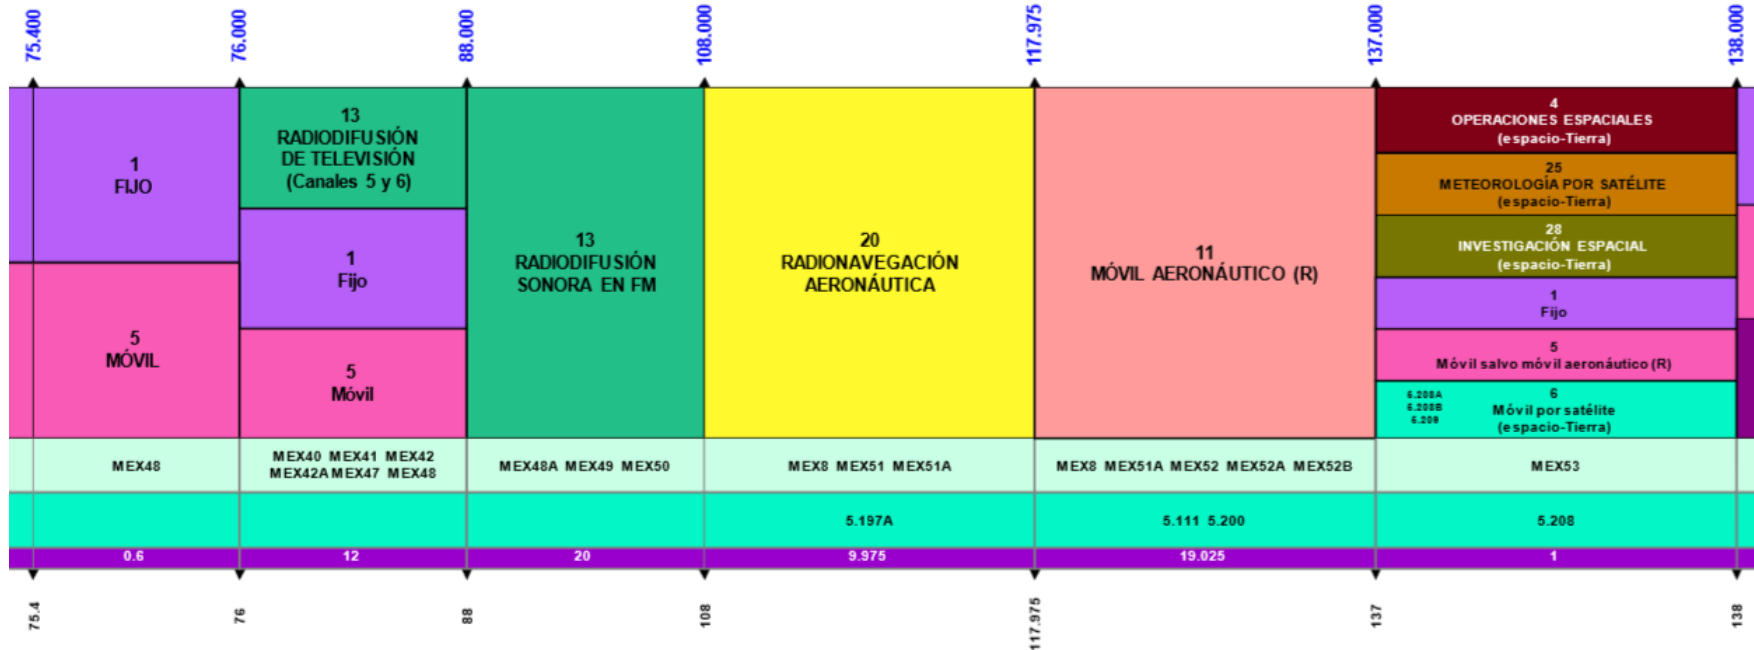 75.400
76.000
88.000
108.000
117.975
137.000
138.000
1
FIJO
5
MÓVIL
13
RADIODIFUSIÓN
DE TELEVISIÓN
(Canales 5 y 6)
1
Fijo
5
Móvil
13
RADIODIFUSIÓN
SONORA EN FM
20
RADIONAVEGACIÓN
AERONÁUTICA
11
MÓVIL AERONÁUTICO (R)
4
OPERACIONES ESPACIALES
(espacio-Tierra)
25
METEOROLOGÍA POR SATÉLITE
(espacio-Tierra)
28
INVESTIGACIÓN ESPACIAL
(espacio-Tierra)
1
Fijo
5
Móvil salvo móvil aeronáutico (R)
5.208A
5.208B
5.209
6
Móvil por satélite
(espacio-Tierra)
MEX48
MEX40 MEX41 MEX42
MEX42A MEX47 MEX48
MEX48A MEX49 MEX50
MEX8 MEX51 MEX51A
MEX8 MEX51A MEX52 MEX52A MEX52B
MEX53
5.197A
5.111 5.200
5.208
0.6
12
20
9.975
19.025
1
75.4
76
88
108
117.975
137
138